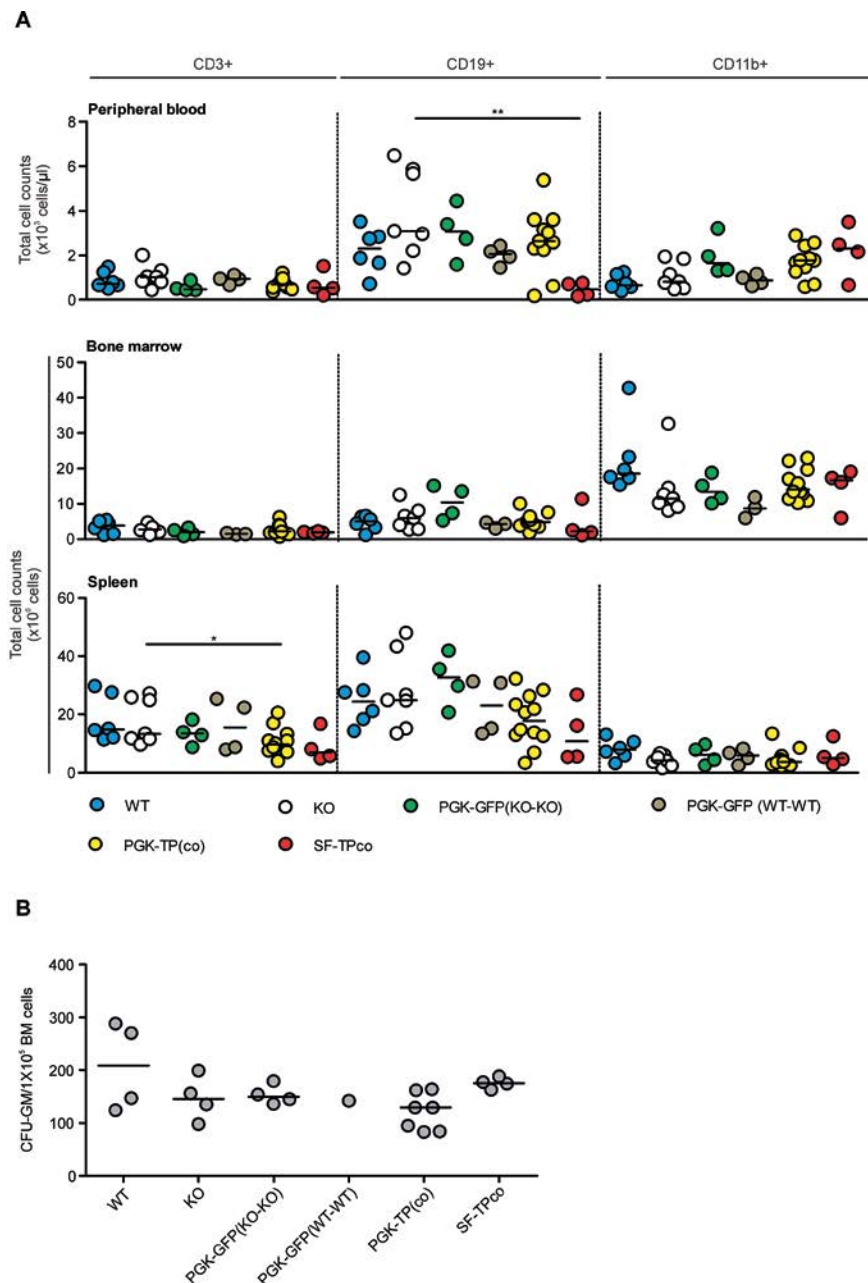 A
CD3+ CD19+ CD11b+
Peripheral blood
Total cell counts
(x10³ cells/µl)
8
6
4
2
0
**
Bone marrow
50
40
30
20
10
0
Total cell counts
(x10⁶ cells)
Spleen
60
40
20
0
*
WT KO PGK-GFP(KO-KO) PGK-GFP (WT-WT)
PGK-TP(co) SF-TPco
B
CFU-GM/1X10⁵ BM cells
400
300
200
100
0
WT KO PGK-GFP(KO-KO) PGK-GFP(WT-WT) PGK-TP(co) SF-TPco